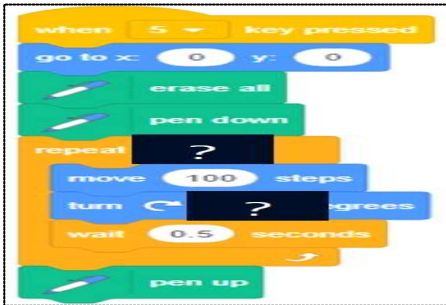 when 5 key pressed
go to x: 0 y: 0
erase all
pen down
repeat ?
move 100 steps
turn ? egrees
wait 0.5 seconds
pen up